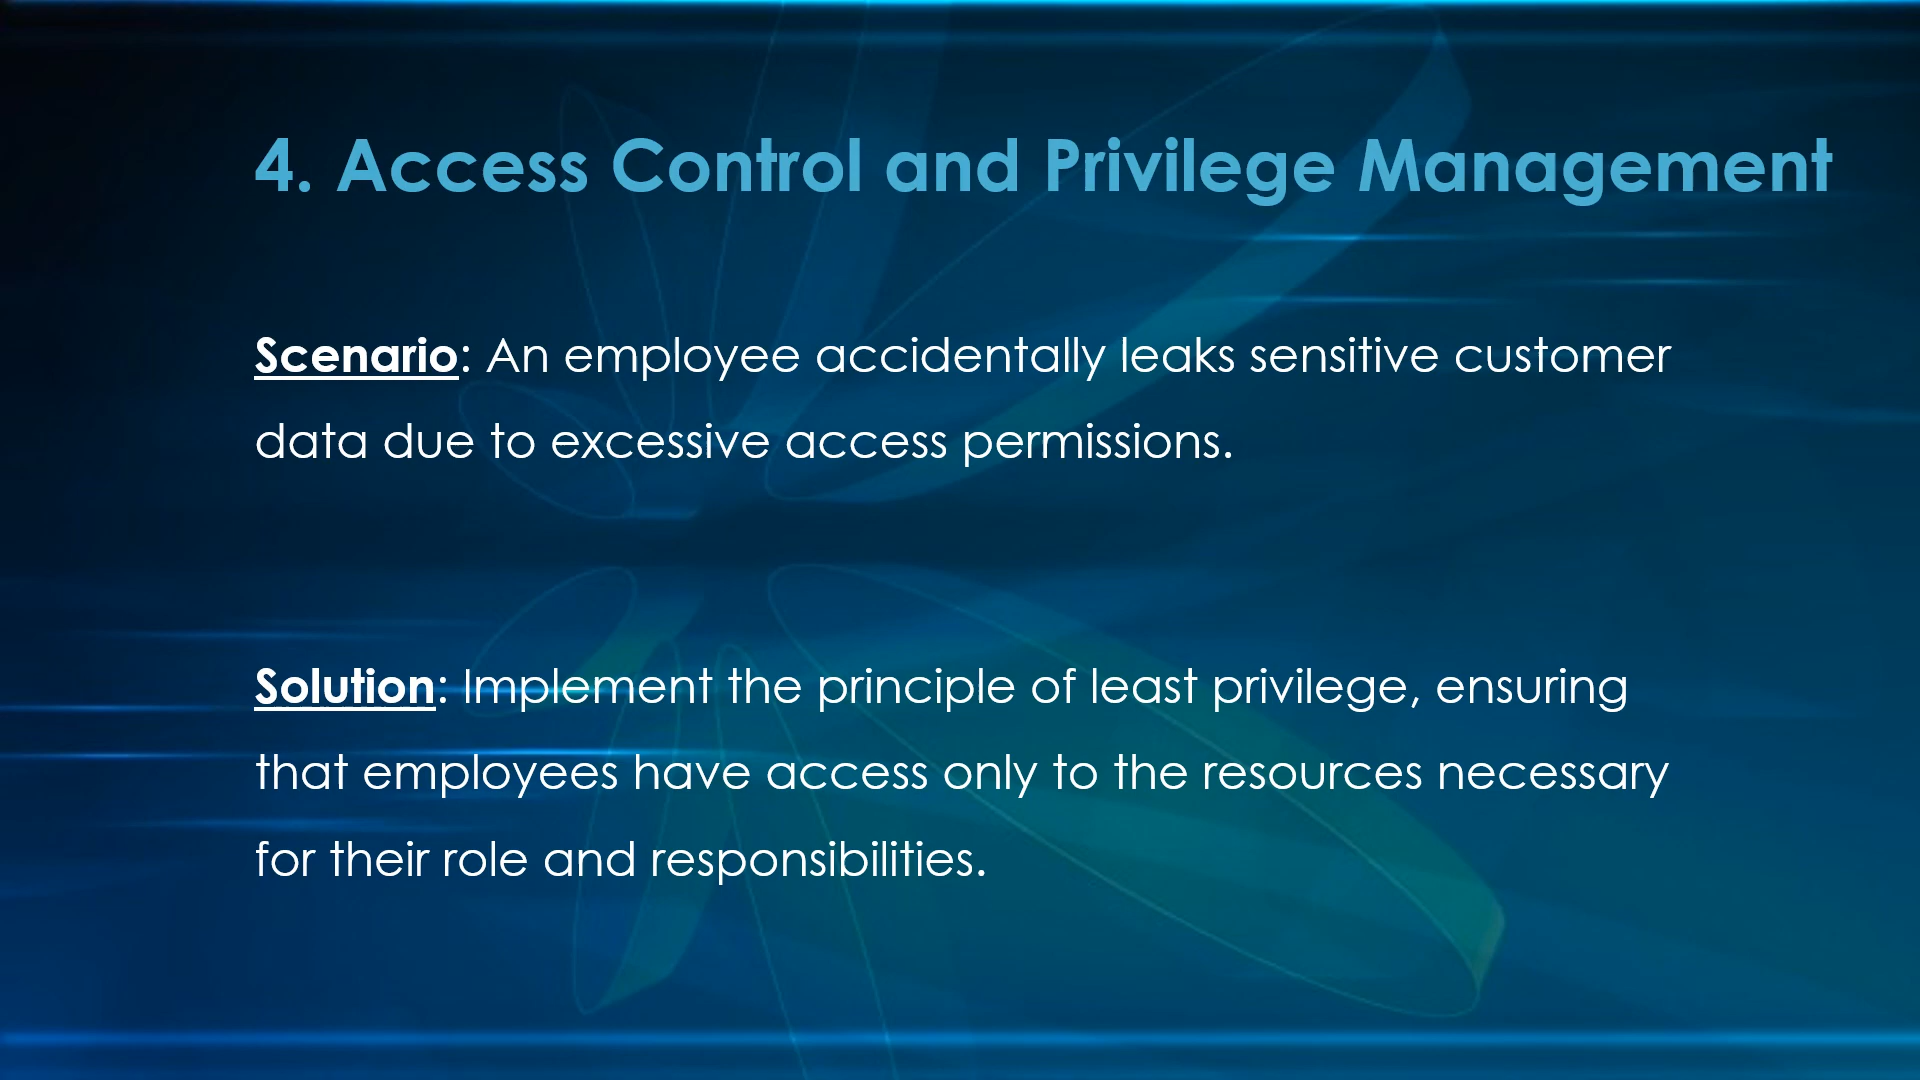 4. Access Control and Privilege Management
Scenario: An employee accidentally leaks sensitive customer
data due to excessive access permissions.
Solution: Implement the principle of least privilege, ensuring
that employees have access only to the resources necessary
for their role and responsibilities.